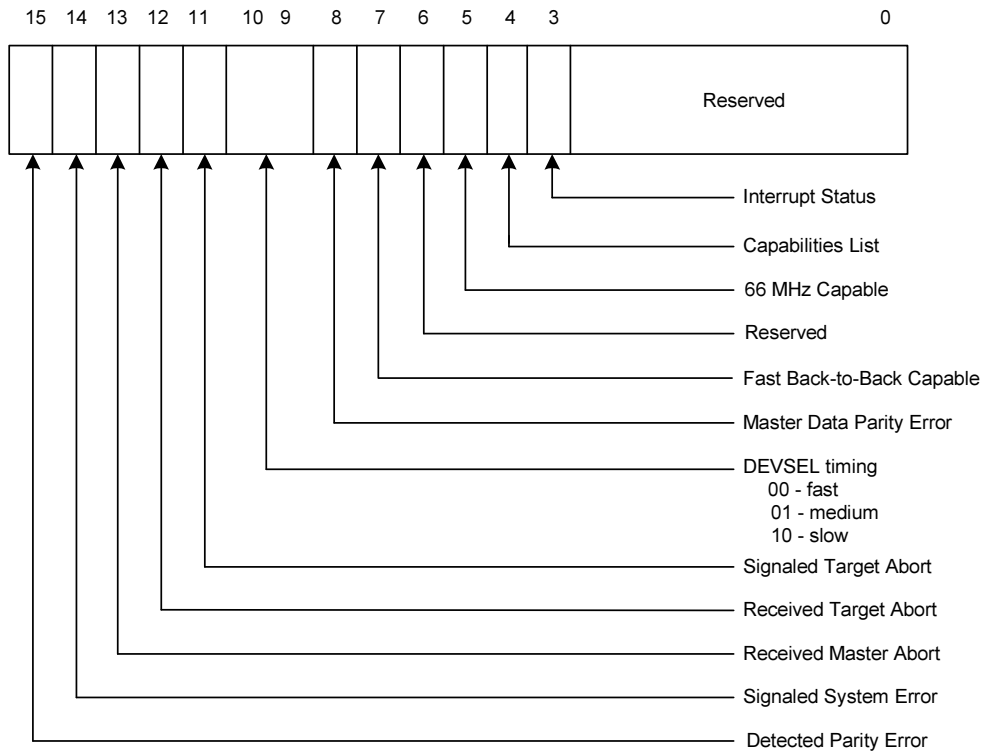 15 14 13 12 11 10 9 8 7 6 5 4 3 0
Reserved
Interrupt Status
Capabilities List
66 MHz Capable
Reserved
Fast Back-to-Back Capable
Master Data Parity Error
DEVSEL timing
00 - fast
01 - medium
10 - slow
Signaled Target Abort
Received Target Abort
Received Master Abort
Signaled System Error
Detected Parity Error